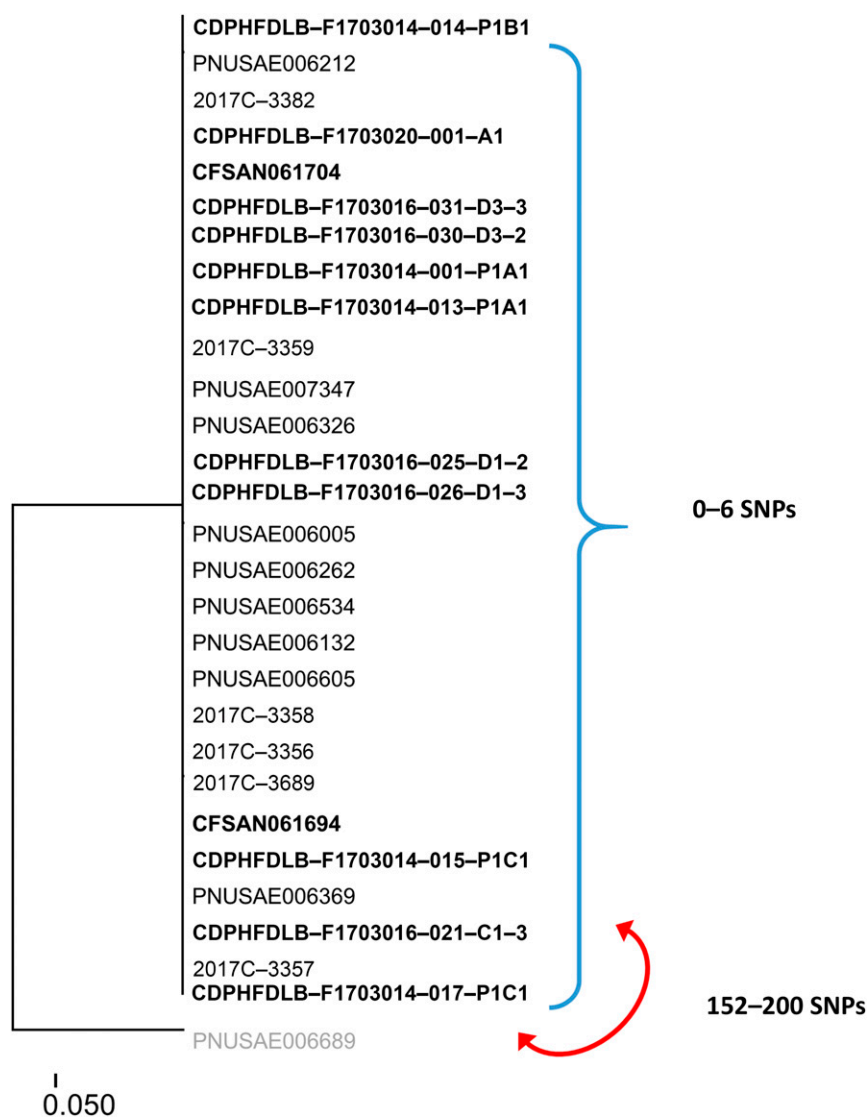 CDPHFDLB–F1703014–014–P1B1
PNUSAE006212
2017C–3382
CDPHFDLB–F1703020–001–A1
CFSAN061704
CDPHFDLB–F1703016–031–D3–3
CDPHFDLB–F1703016–030–D3–2
CDPHFDLB–F1703014–001–P1A1
CDPHFDLB–F1703014–013–P1A1
2017C–3359
PNUSAE007347
PNUSAE006326
CDPHFDLB–F1703016–025–D1–2
CDPHFDLB–F1703016–026–D1–3
0–6 SNPs
PNUSAE006005
PNUSAE006262
PNUSAE006534
PNUSAE006132
PNUSAE006605
2017C–3358
2017C–3356
2017C–3689
CFSAN061694
CDPHFDLB–F1703014–015–P1C1
PNUSAE006369
CDPHFDLB–F1703016–021–C1–3
2017C–3357
CDPHFDLB–F1703014–017–P1C1
152–200 SNPs
PNUSAE006689
0.050